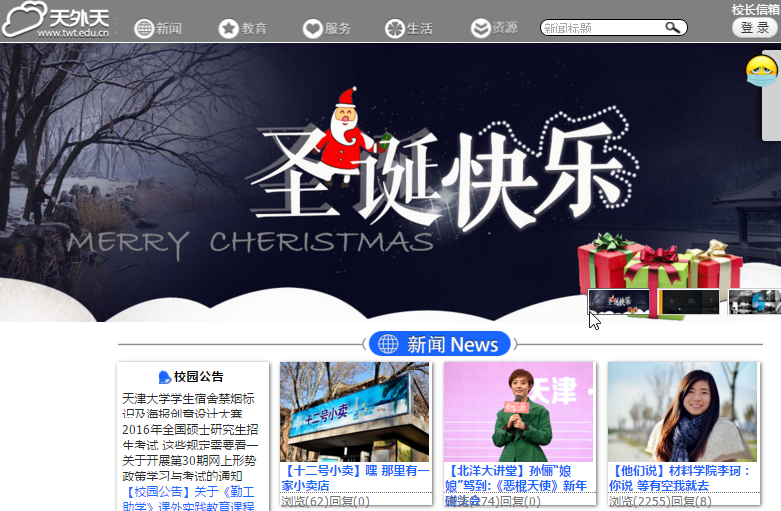 天外天
www.twt.edu.cn
新闻
教育
服务
生活
资源
新闻标题
校长信箱
登 录
圣诞快乐
MERRY CHERISTMAS
圣诞快乐
新闻 News
校园公告
天津大学学生宿舍禁烟标
识及海报创意设计大赛
2016年全国硕士研究生招
生考试 这些规定需要看一
关于开展第30期网上形势
政策学习与考试的通知
【校园公告】关于《勤工
助学》课外实践教育课程
十二号小卖
【十二号小卖】嘿 那里有一
家小卖店
浏览(62)回复(0)
天津·
【北洋大讲堂】孙俪“娘
娘”驾到:《恶棍天使》新年
74)回复(0)
【他们说】材料学院李珂：
你说 等有空我就去
浏览(2255)回复(8)